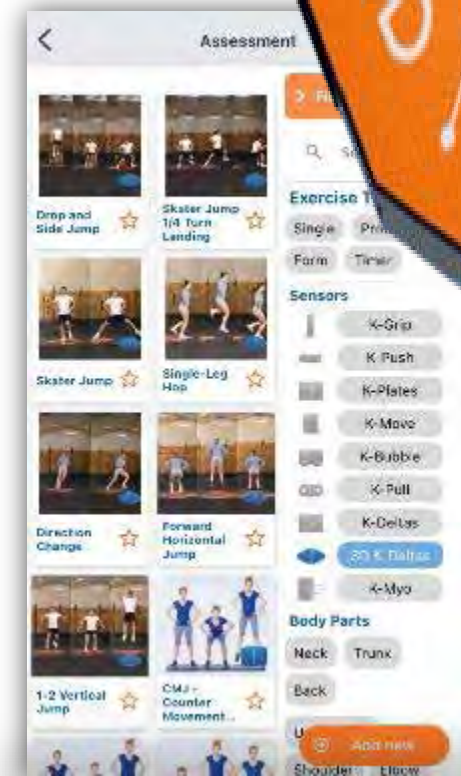 Assessment
Drop and
Side Jump
Skater Jump
1/4 Turn
Landing
Skater Jump
Single-Leg
Hop
Direction
Change
Forward
Horizontal
Jump
1-2 Vertical
Jump
CMJ -
Counter
Movement...
Exercise
Single
Form
Timer
Sensors
K-Grip
K-Push
K-Plates
K-Move
K-Bubble
K-Pull
K-Deltas
3D K-Deltas
K-Myo
Body Parts
Neck
Trunk
Back
Add new
Shoulder
Elbow